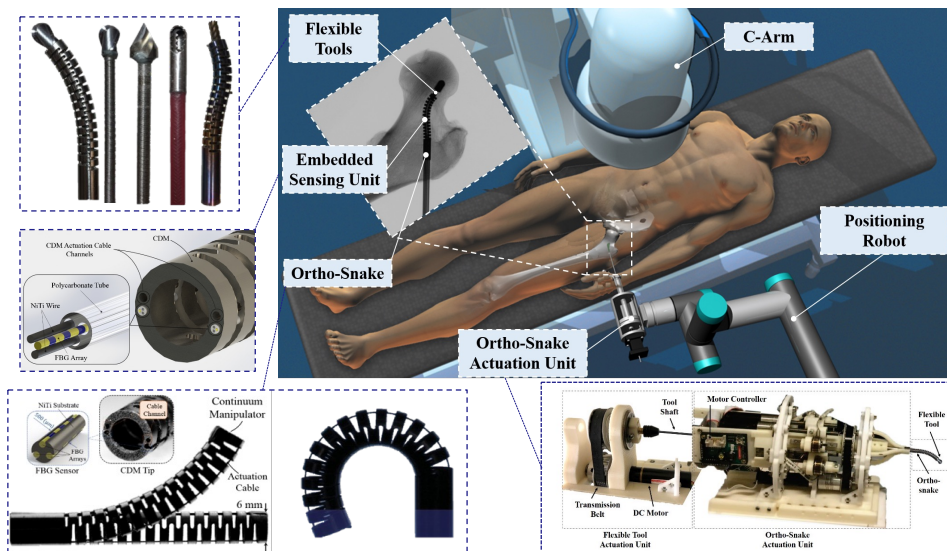 Flexible
Tools
C-Arm
Embedded
Sensing Unit
Positioning
Robot
Ortho-Snake
Ortho-Snake
Actuation Unit
CDM
CDM Actuation Cable
Channels
Polycarbonate Tube
NiTi Wire
FBG Array
NiTi Substrate
500 (μm)
FBG
Arrays
FBG Sensor
Cable
Channel
CDM Tip
Continuum
Manipulator
Actuation
Cable
6 mm
Tool
Shaft
Motor Controller
Flexible
Tool
Ortho-
snake
Transmission
Belt
DC Motor
Flexible Tool
Actuation Unit
Ortho-Snake
Actuation Unit